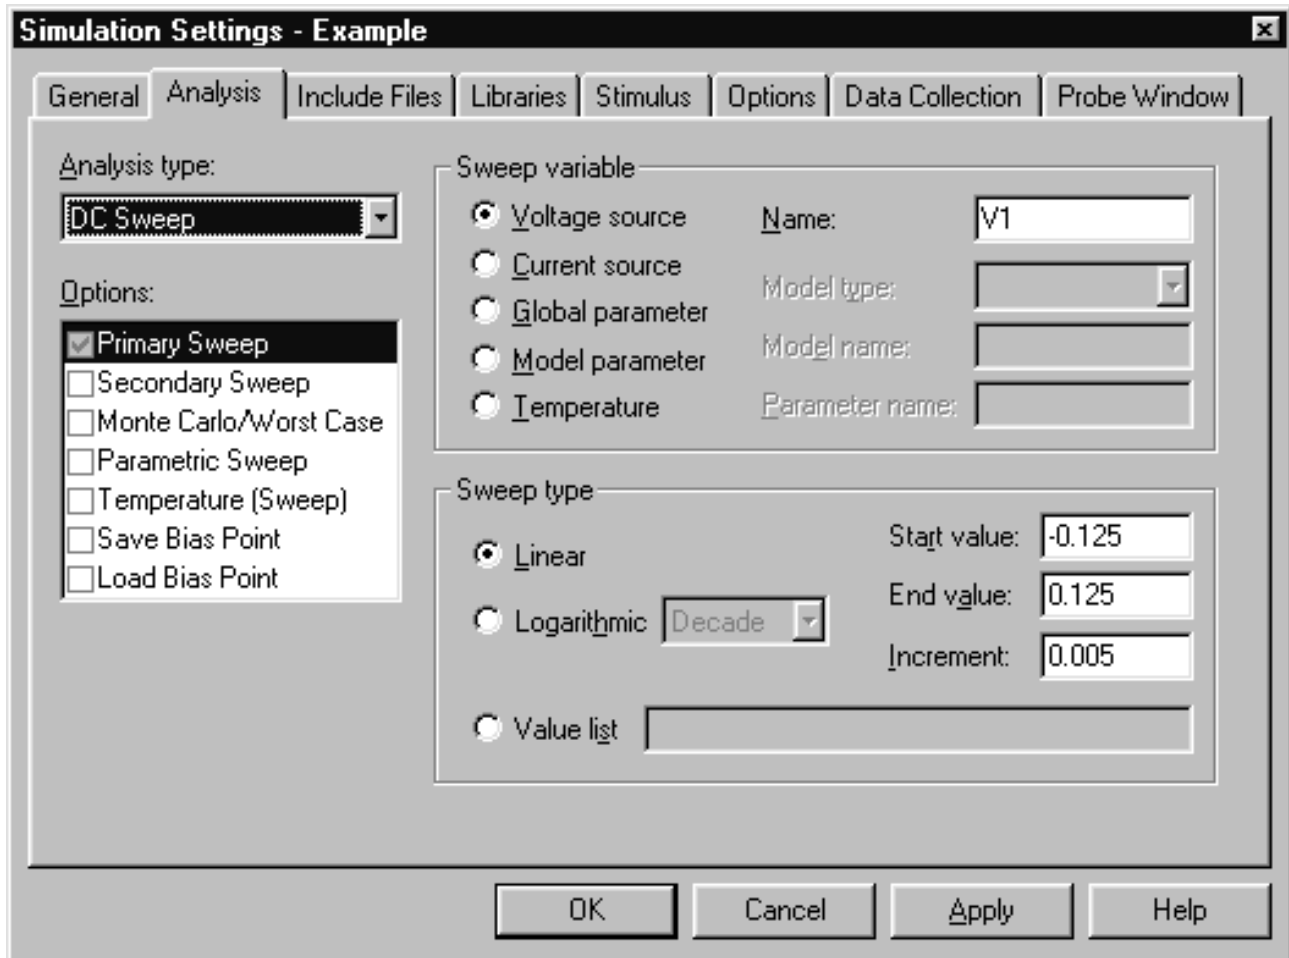 Simulation Settings - Example
General Analysis Include Files Libraries Stimulus Options Data Collection Probe Window
Analysis type:
DC Sweep
Options:
Primary Sweep
Secondary Sweep
Monte Carlo/Worst Case
Parametric Sweep
Temperature (Sweep)
Save Bias Point
Load Bias Point
Sweep variable
Voltage source
Current source
Global parameter
Model parameter
Temperature
Name: V1
Model type:
Model name:
Parameter name:
Sweep type
Linear
Logarithmic Decade
Value list
Start value: -0.125
End value: 0.125
Increment: 0.005
OK Cancel Apply Help